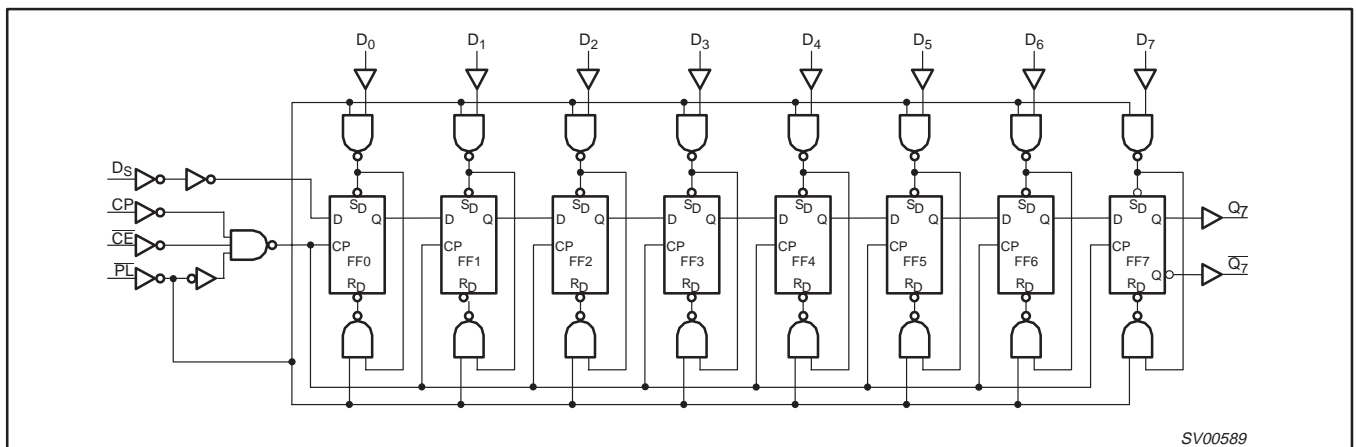 D0 D1 D2 D3 D4 D5 D6 D7
DS
CP
CE
PL
SD SD SD SD SD SD SD SD
D Q D Q D Q D Q D Q D Q D Q D Q
Q7
CP CP CP CP CP CP CP CP
FF0 FF1 FF2 FF3 FF4 FF5 FF6 FF7
Q
Q7
RD RD RD RD RD RD RD RD
SV00589